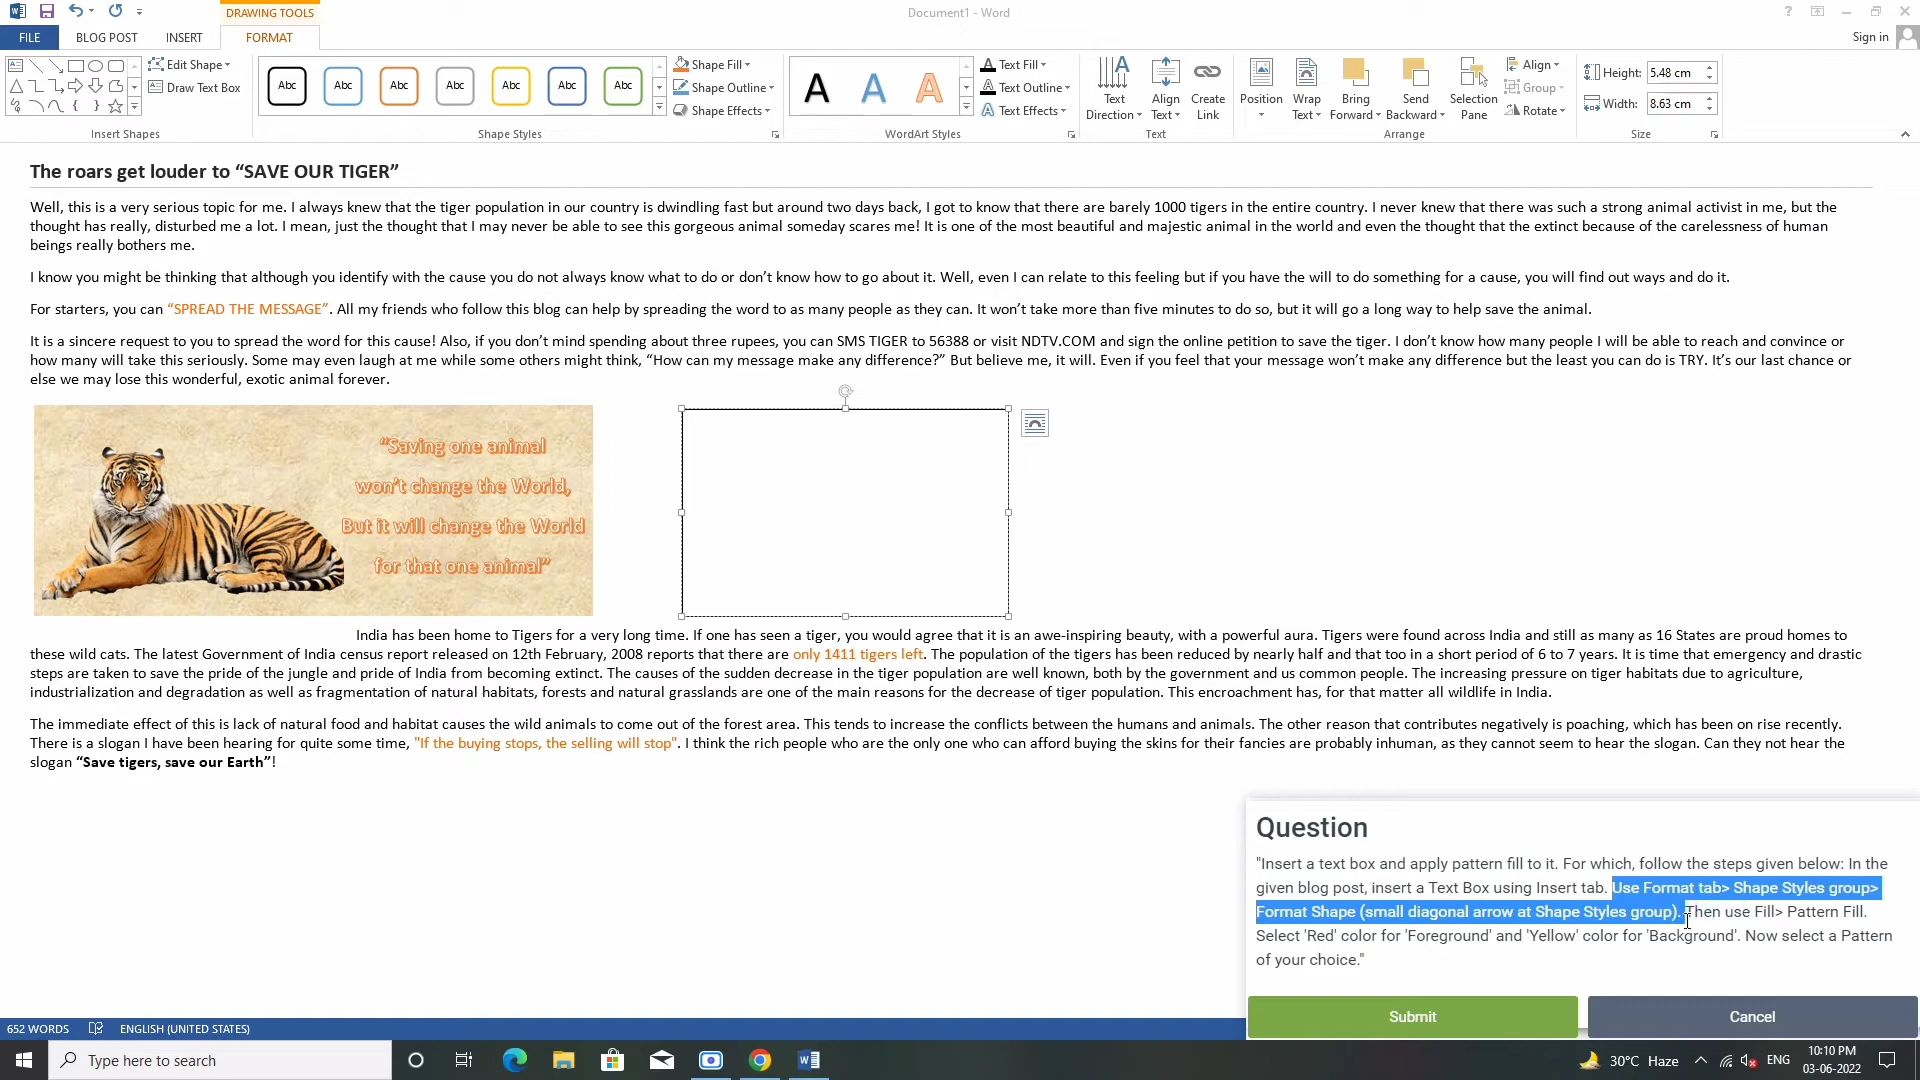 DRAWING TOOLS
Document1 - Word
?
FILE
BLOG POST
INSERT
FORMAT
Sign in
Edit Shape
Draw Text Box
Insert Shapes
Abc
Abc
Abc
Abc
Abc
Abc
Abc
Shape Fill
Shape Outline
Shape Effects
Shape Styles
A
A
A
Text Fill
Text Outline
Text Effects
WordArt Styles
Text
Direction
Align
Text
Create
Link
Text
Position
Wrap
Text
Bring
Forward
Send
Backward
Selection
Pane
Align
Group
Rotate
Arrange
Height: 5.48 cm
Width: 8.63 cm
Size
The roars get louder to “SAVE OUR TIGER”
Well, this is a very serious topic for me. I always knew that the tiger population in our country is dwindling fast but around two days back, I got to know that there are barely 1000 tigers in the entire country. I never knew that there was such a strong animal activist in me, but the
thought has really, disturbed me a lot. I mean, just the thought that I may never be able to see this gorgeous animal someday scares me! It is one of the most beautiful and majestic animal in the world and even the thought that the extinct because of the carelessness of human
beings really bothers me.
I know you might be thinking that although you identify with the cause you do not always know what to do or don’t know how to go about it. Well, even I can relate to this feeling but if you have the will to do something for a cause, you will find out ways and do it.
For starters, you can “SPREAD THE MESSAGE”. All my friends who follow this blog can help by spreading the word to as many people as they can. It won’t take more than five minutes to do so, but it will go a long way to help save the animal.
It is a sincere request to you to spread the word for this cause! Also, if you don’t mind spending about three rupees, you can SMS TIGER to 56388 or visit NDTV.COM and sign the online petition to save the tiger. I don’t know how many people I will be able to reach and convince or
how many will take this seriously. Some may even laugh at me while some others might think, “How can my message make any difference?” But believe me, it will. Even if you feel that your message won’t make any difference but the least you can do is TRY. It’s our last chance or
else we may lose this wonderful, exotic animal forever.
“Saving one animal
won’t change the World,
But it will change the World
for that one animal”
India has been home to Tigers for a very long time. If one has seen a tiger, you would agree that it is an awe-inspiring beauty, with a powerful aura. Tigers were found across India and still as many as 16 States are proud homes to
these wild cats. The latest Government of India census report released on 12th February, 2008 reports that there are only 1411 tigers left. The population of the tigers has been reduced by nearly half and that too in a short period of 6 to 7 years. It is time that emergency and drastic
steps are taken to save the pride of the jungle and pride of India from becoming extinct. The causes of the sudden decrease in the tiger population are well known, both by the government and us common people. The increasing pressure on tiger habitats due to agriculture,
industrialization and degradation as well as fragmentation of natural habitats, forests and natural grasslands are one of the main reasons for the decrease of tiger population. This encroachment has, for that matter all wildlife in India.
The immediate effect of this is lack of natural food and habitat causes the wild animals to come out of the forest area. This tends to increase the conflicts between the humans and animals. The other reason that contributes negatively is poaching, which has been on rise recently.
There is a slogan I have been hearing for quite some time, "If the buying stops, the selling will stop". I think the rich people who are the only one who can afford buying the skins for their fancies are probably inhuman, as they cannot seem to hear the slogan. Can they not hear the
slogan “Save tigers, save our Earth”!
Question
"Insert a text box and apply pattern fill to it. For which, follow the steps given below: In the
given blog post, insert a Text Box using Insert tab. Use Format tab> Shape Styles group>
Format Shape (small diagonal arrow at Shape Styles group). Then use Fill> Pattern Fill.
Select 'Red' color for 'Foreground' and 'Yellow' color for 'Background'. Now select a Pattern
of your choice."
Submit
Cancel
652 WORDS
ENGLISH (UNITED STATES)
Type here to search
30°C Haze
ENG
10:10 PM
03-06-2022